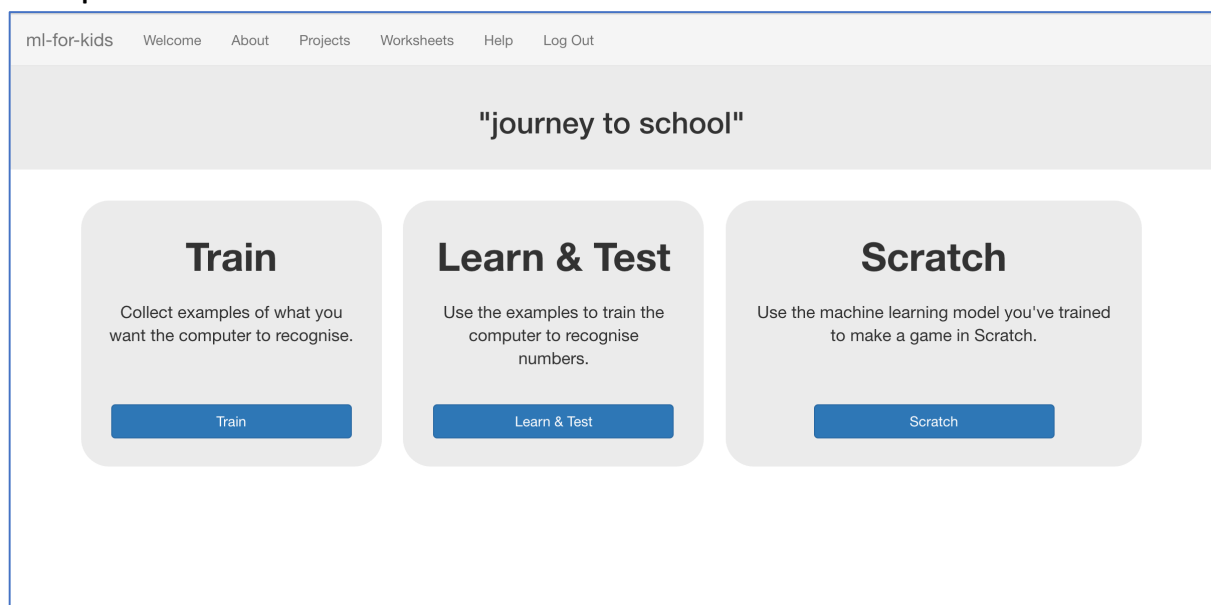 ml-for-kids Welcome About Projects Worksheets Help Log Out
"journey to school"
Train
Collect examples of what you
want the computer to recognise.
Train
Learn & Test
Use the examples to train the
computer to recognise
numbers.
Learn & Test
Scratch
Use the machine learning model you've trained
to make a game in Scratch.
Scratch